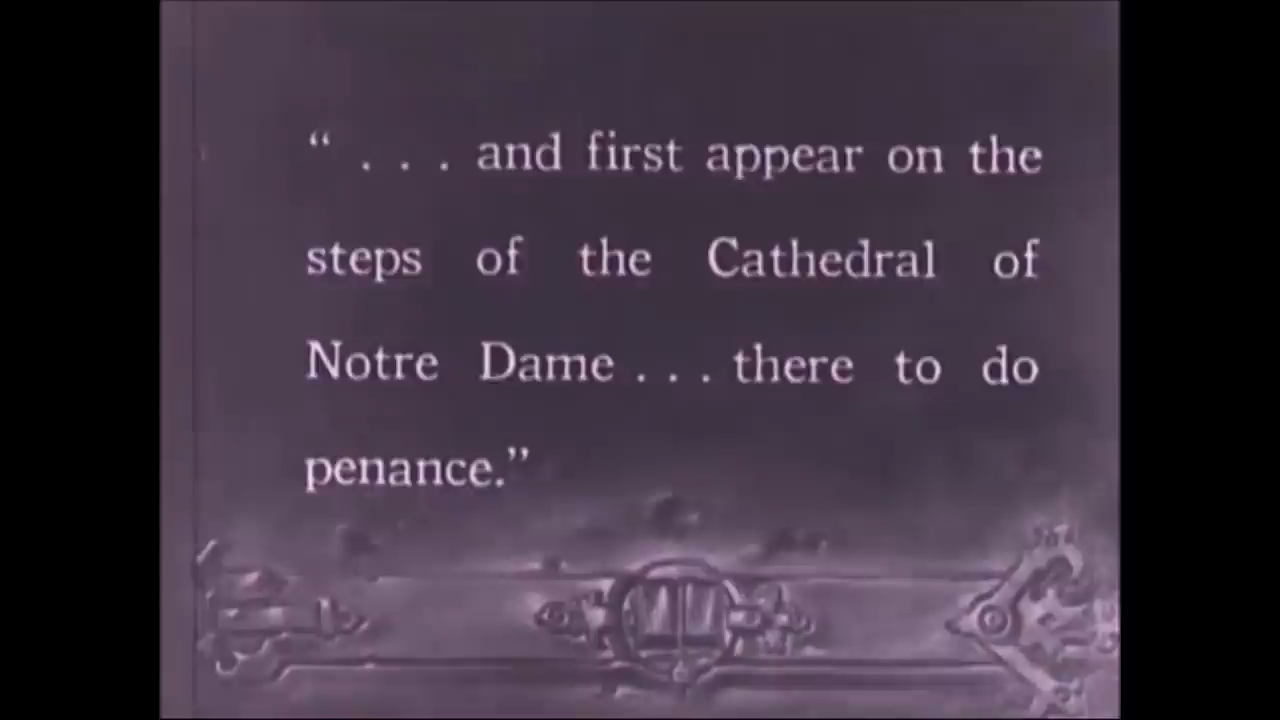 “ . . . and first appear on the
steps of the Cathedral of
Notre Dame . . . there to do
penance.”